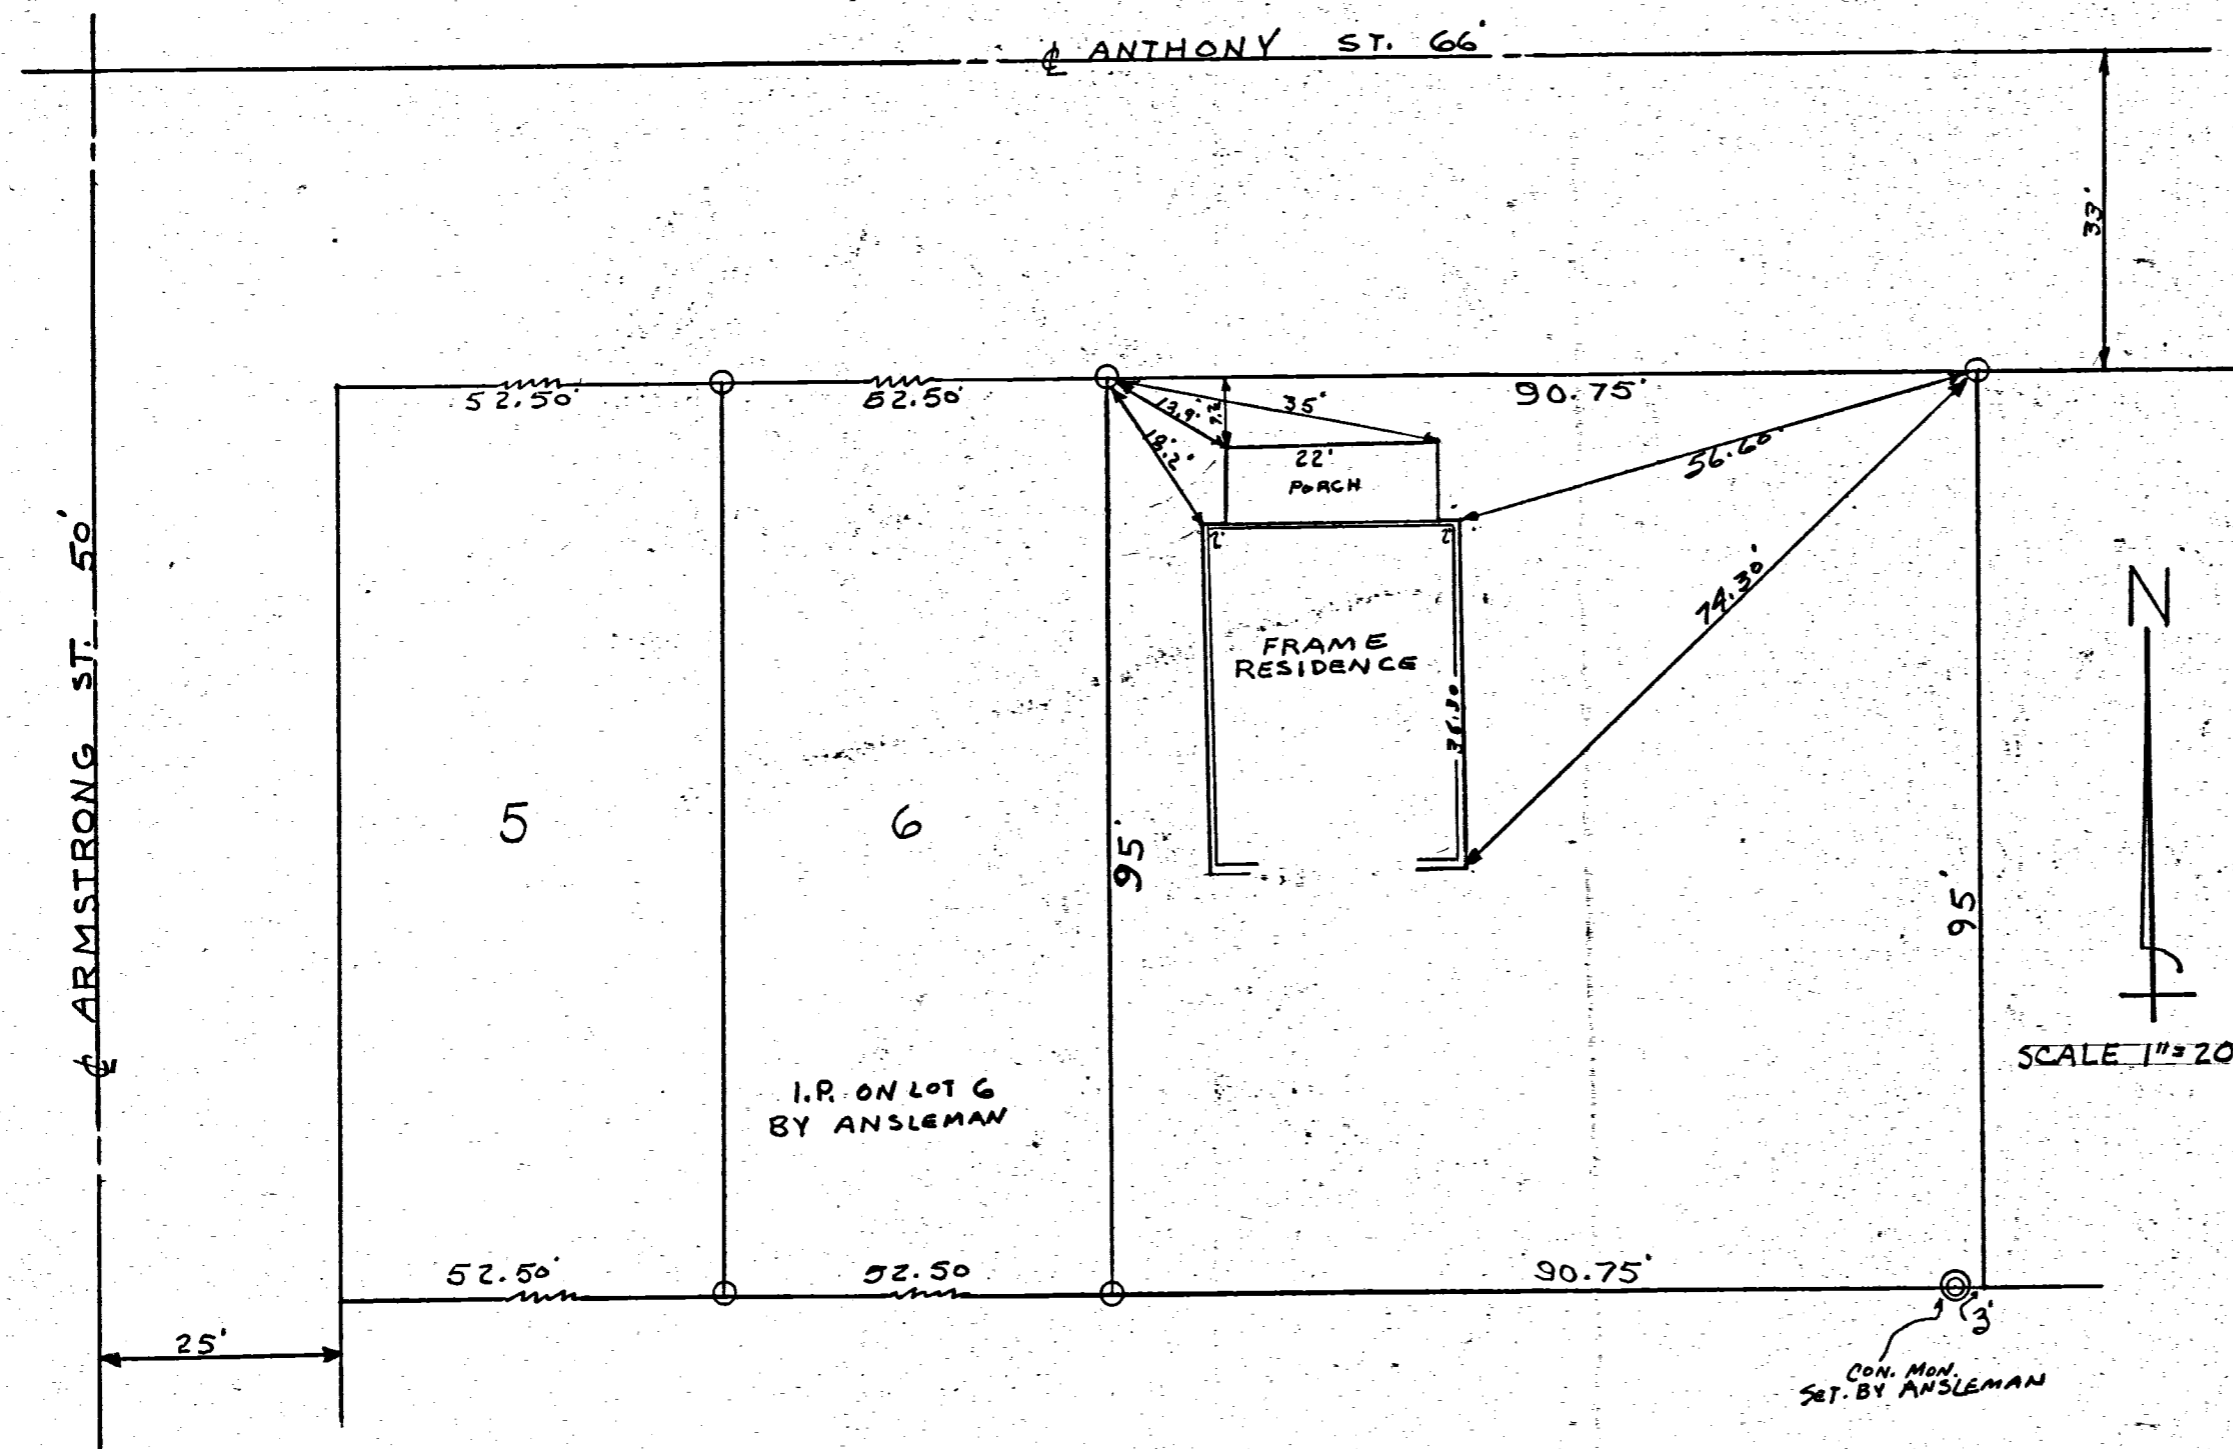 ℄ ANTHONY ST. 66'
33'
52.50'
52.50'
90.75'
13.9'
35'
18.2'
22'
PORCH
56.60'
2'
2'
74.30'
FRAME
RESIDENCE
ARMSTRONG ST. 50'
℄
5
6
95'
95'
N
SCALE 1"=20
I.P. ON LOT 6
BY ANSLEMAN
52.50'
52.50
90.75'
25'
3'
CON. MON.
SET. BY ANSLEMAN